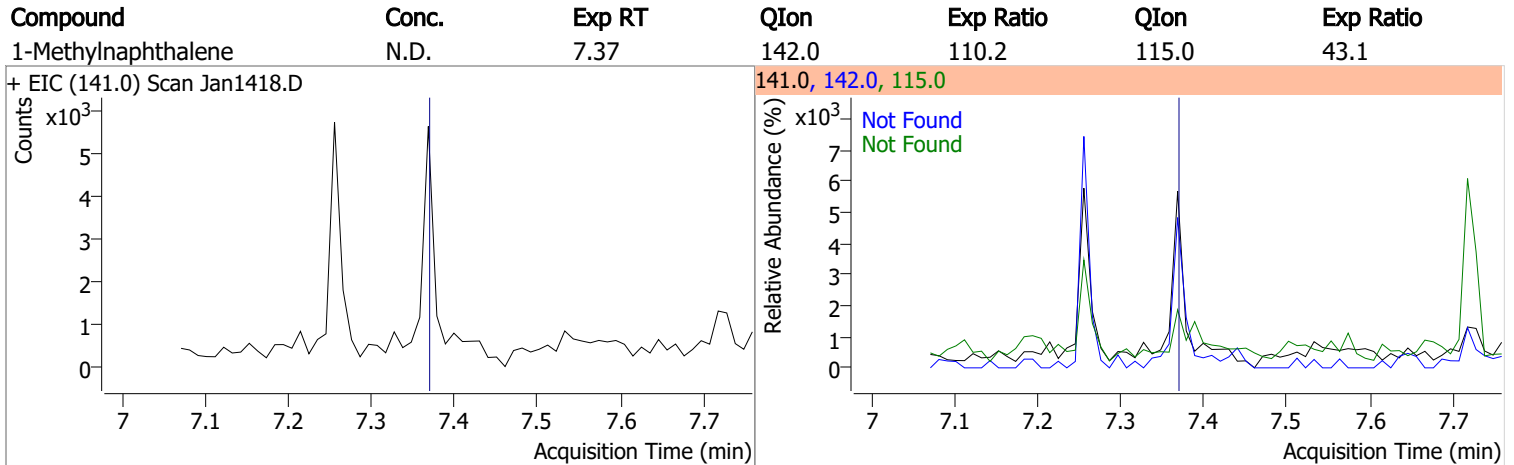 Compound Conc. Exp RT QIon Exp Ratio QIon Exp Ratio
1-Methylnaphthalene N.D. 7.37 142.0 110.2 115.0 43.1
+ EIC (141.0) Scan Jan1418.D
Counts
x10³
5
4
3
2
1
0
7 7.1 7.2 7.3 7.4 7.5 7.6 7.7
Acquisition Time (min)
141.0, 142.0, 115.0
Relative Abundance (%)
x10³
Not Found
Not Found
7
6
5
4
3
2
1
0
7 7.1 7.2 7.3 7.4 7.5 7.6 7.7
Acquisition Time (min)